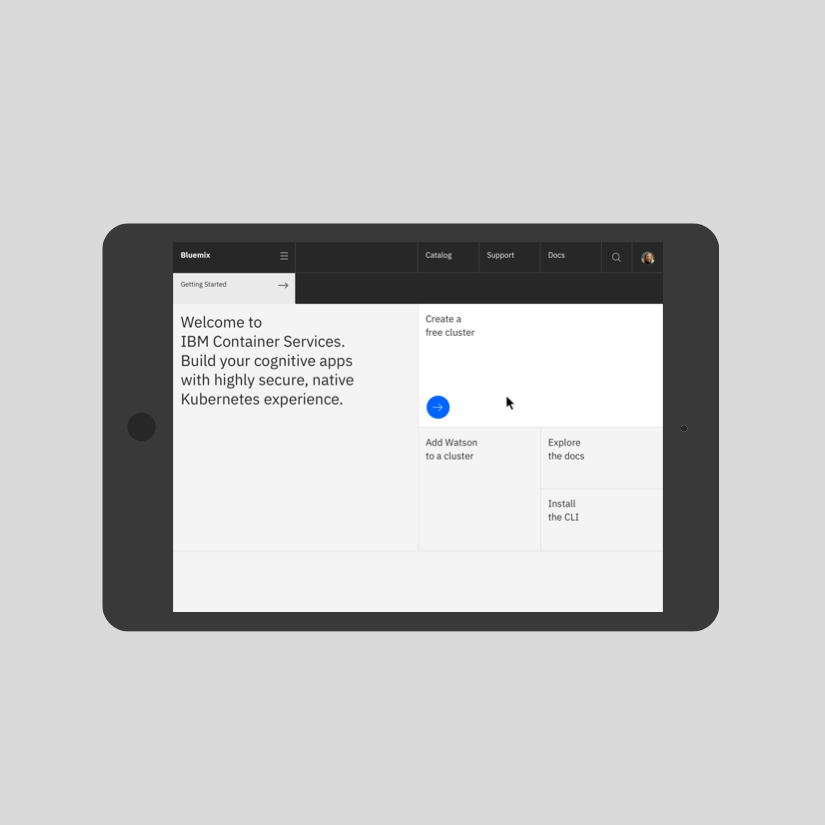 Bluemix
Catalog
Support
Docs
Getting Started
Welcome to
IBM Container Services.
Build your cognitive apps
with highly secure, native
Kubernetes experience.
Create a
free cluster
Add Watson
to a cluster
Explore
the docs
Install
the CLI